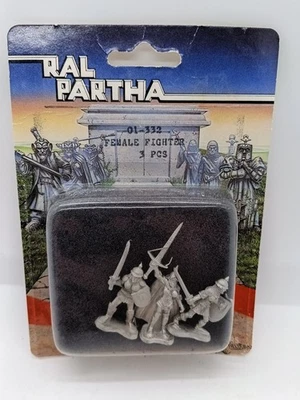 RAL
PARTHA
01-332
FEMALE FIGHTER
3 PCS